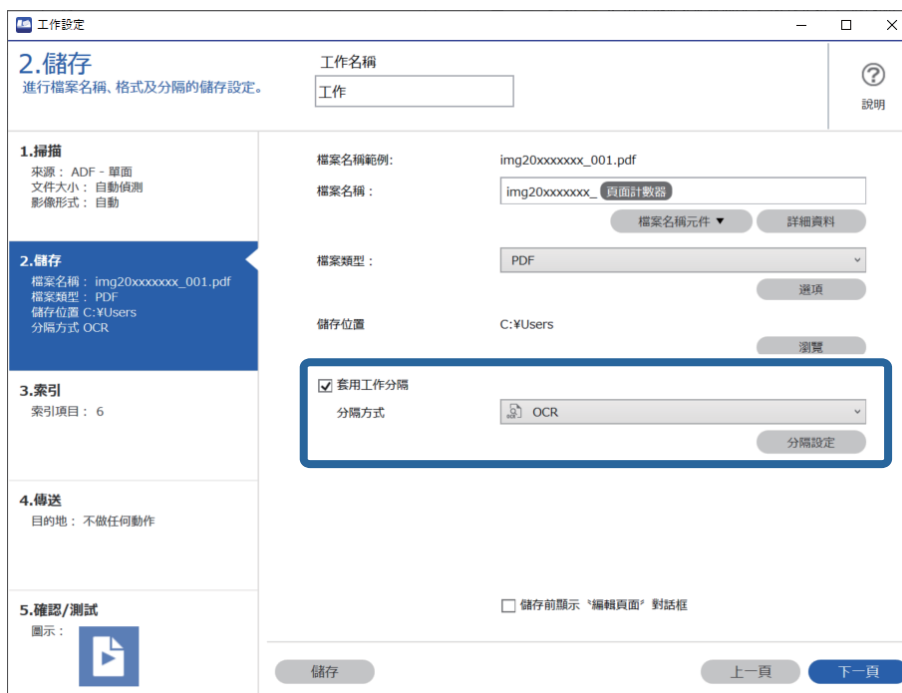 工作設定
2.儲存
進行檔案名稱、格式及分隔的儲存設定。
工作名稱
工作
說明
1.掃描
來源： ADF - 單面
文件大小： 自動偵測
影像形式： 自動
2.儲存
檔案名稱： img20xxxxxxx_001.pdf
檔案類型： PDF
儲存位置 C:¥Users
分隔方式 OCR
3.索引
索引項目： 6
4.傳送
目的地： 不做任何動作
5.確認/測試
圖示：
檔案名稱範例: img20xxxxxxx_001.pdf
檔案名稱： img20xxxxxxx_ 頁面計數器
檔案名稱元件▼ 詳細資料
檔案類型： PDF
選項
儲存位置 C:¥Users
瀏覽
套用工作分隔
分隔方式 OCR
分隔設定
儲存前顯示〝編輯頁面〞對話框
儲存 上一頁 下一頁